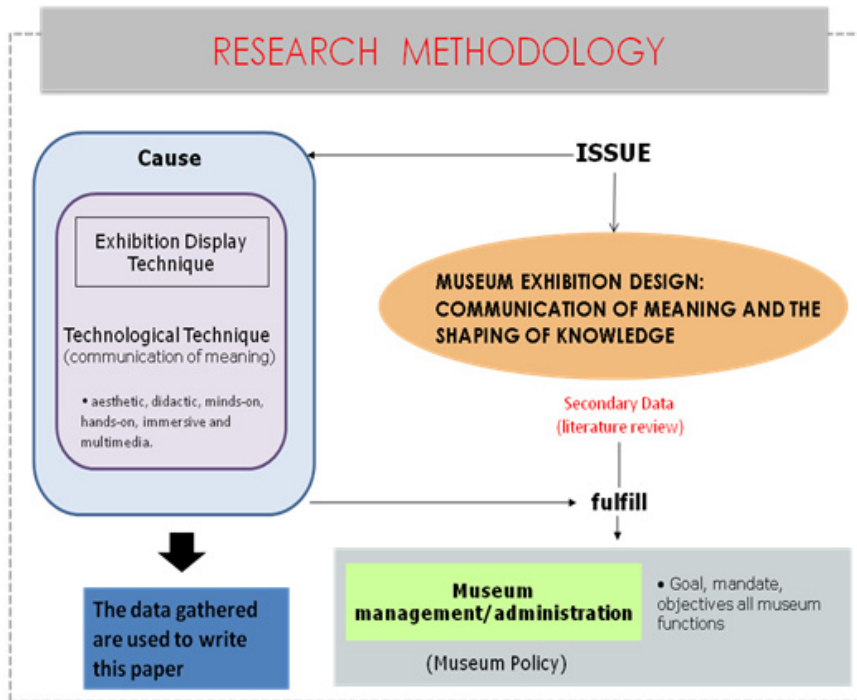 RESEARCH METHODOLOGY
Cause
Exhibition Display
Technique
Technological Technique
(communication of meaning)
• aesthetic, didactic, minds-on,
hands-on, immersive and
multimedia.
The data gathered
are used to write
this paper
ISSUE
MUSEUM EXHIBITION DESIGN:
COMMUNICATION OF MEANING AND THE
SHAPING OF KNOWLEDGE
Secondary Data
(literature review)
fulfill
Museum
management/administration
(Museum Policy)
• Goal, mandate,
objectives all museum
functions